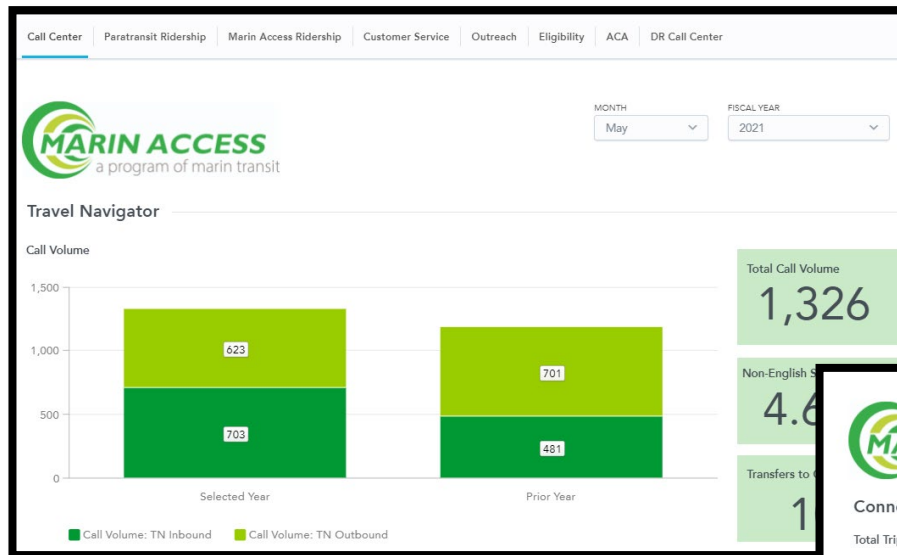 Call Center Paratransit Ridership Marin Access Ridership Customer Service Outreach Eligibility ACA DR Call Center
MONTH FISCAL YEAR
May 2021
MARIN ACCESS
a program of marin transit
Travel Navigator
Call Volume
Total Call Volume
1,326
1,500
1,000
500
0
623
703
701
481
Selected Year Prior Year
Call Volume: TN Inbound Call Volume: TN Outbound
Non-English
Transfers to
Total